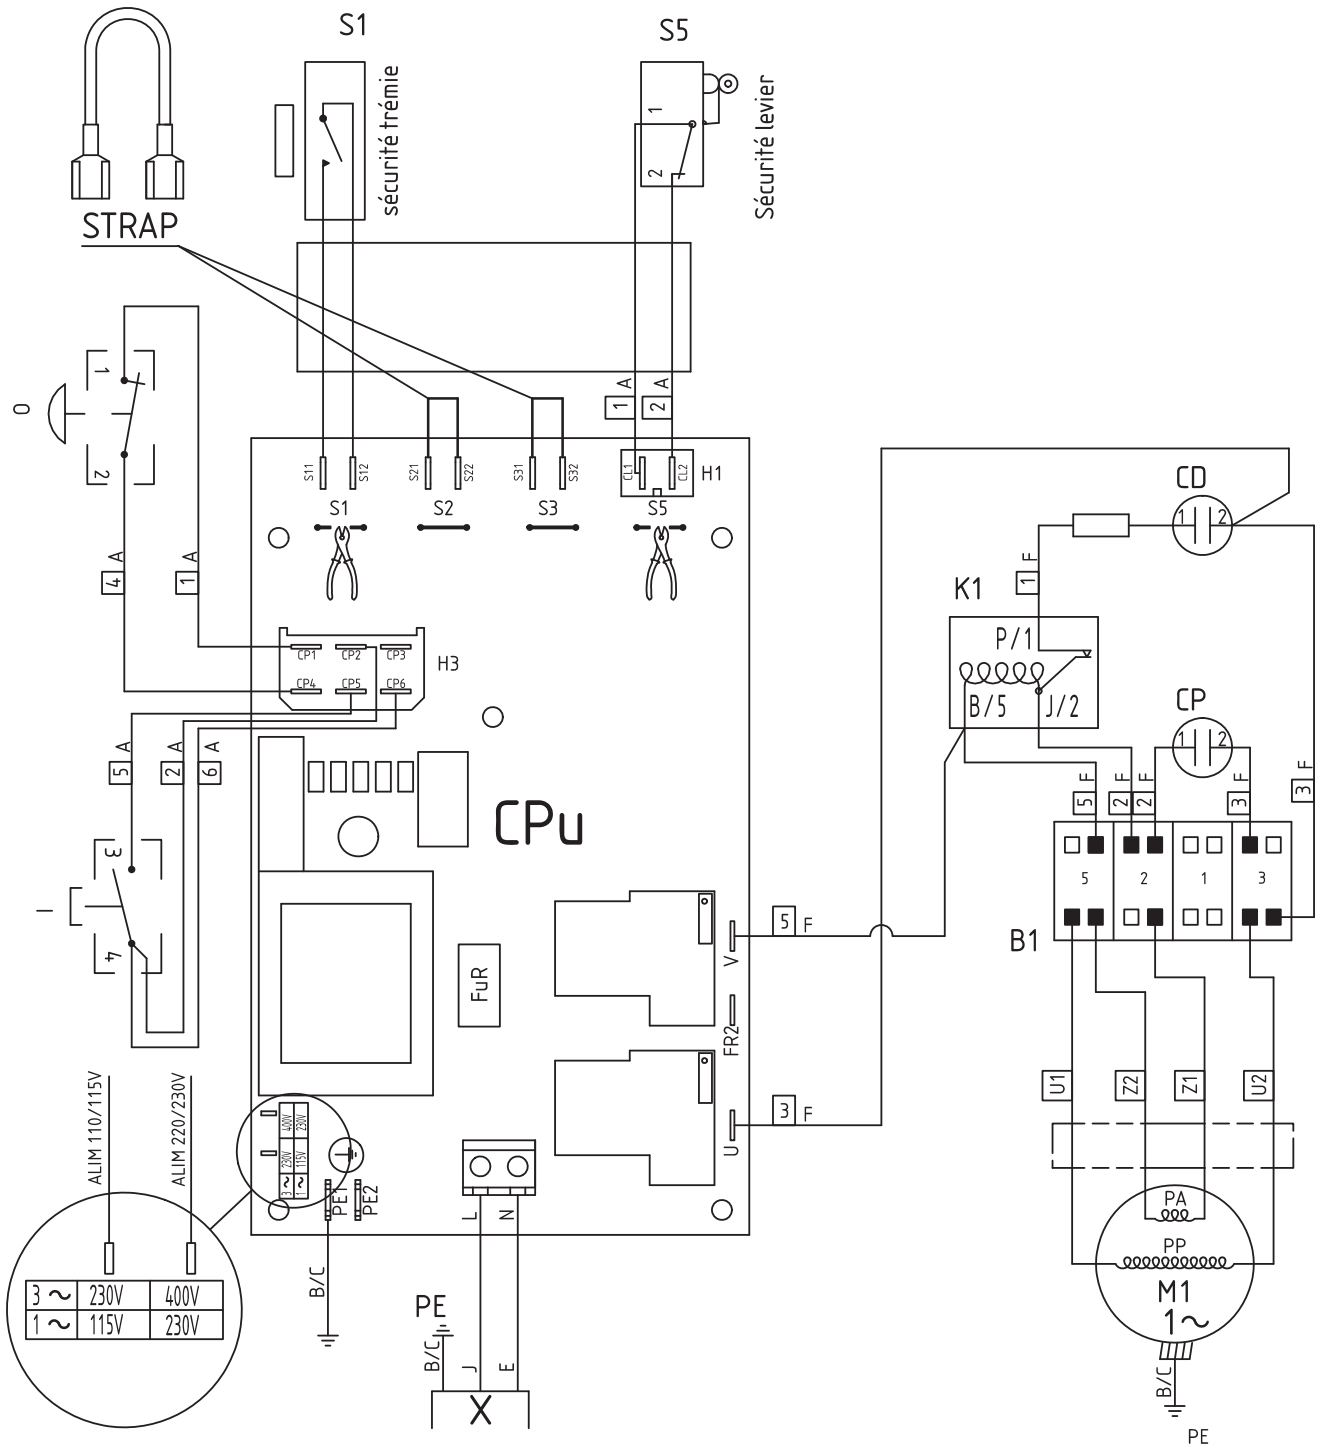 S1
S5
sécurité trémie
Sécurité levier
1
2
STRAP
O
1
2
1 A
2 A
S11
S12
S21
S22
S31
S32
CL1
CL2
H1
S1
S2
S3
S5
4 A
1 A
CD
1
2
1 F
K1
P/1
B/5
J/2
CP1
CP2
CP3
CP4
CP5
CP6
H3
CP
1
2
5 A
2 A
6 A
5 F
2 F
2 F
3 F
3 F
CPu
3
4
I
5
2
1
3
B1
5 F
V
FuR
FR2
3 F
U
U1
Z2
Z1
U2
ALIM 110/115V
ALIM 220/230V
400V
230V
230V
115V
3 ~
1 ~
PE1
PE2
L
N
PA
PP
M1
1~
3 ~ 230V 400V
1 ~ 115V 230V
B/C
PE
B/C
J
E
X
B/C
PE